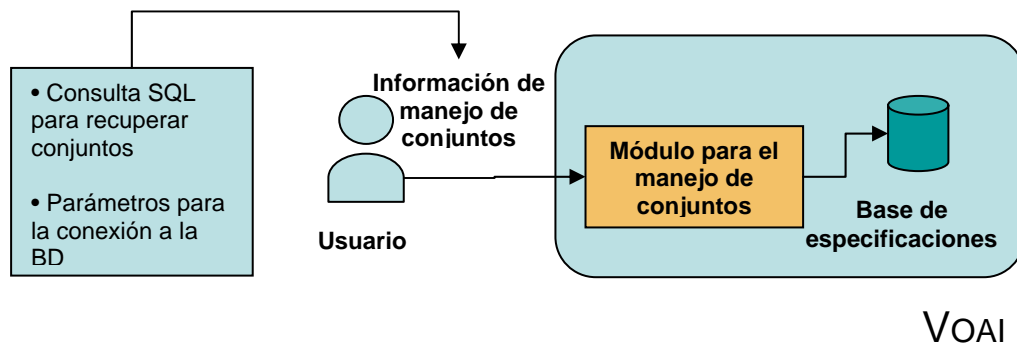 • Consulta SQL
para recuperar
conjuntos
• Parámetros para
la conexión a la
BD
Información de
manejo de
conjuntos
Usuario
Módulo para el
manejo de
conjuntos
Base de
especificaciones
VOAI